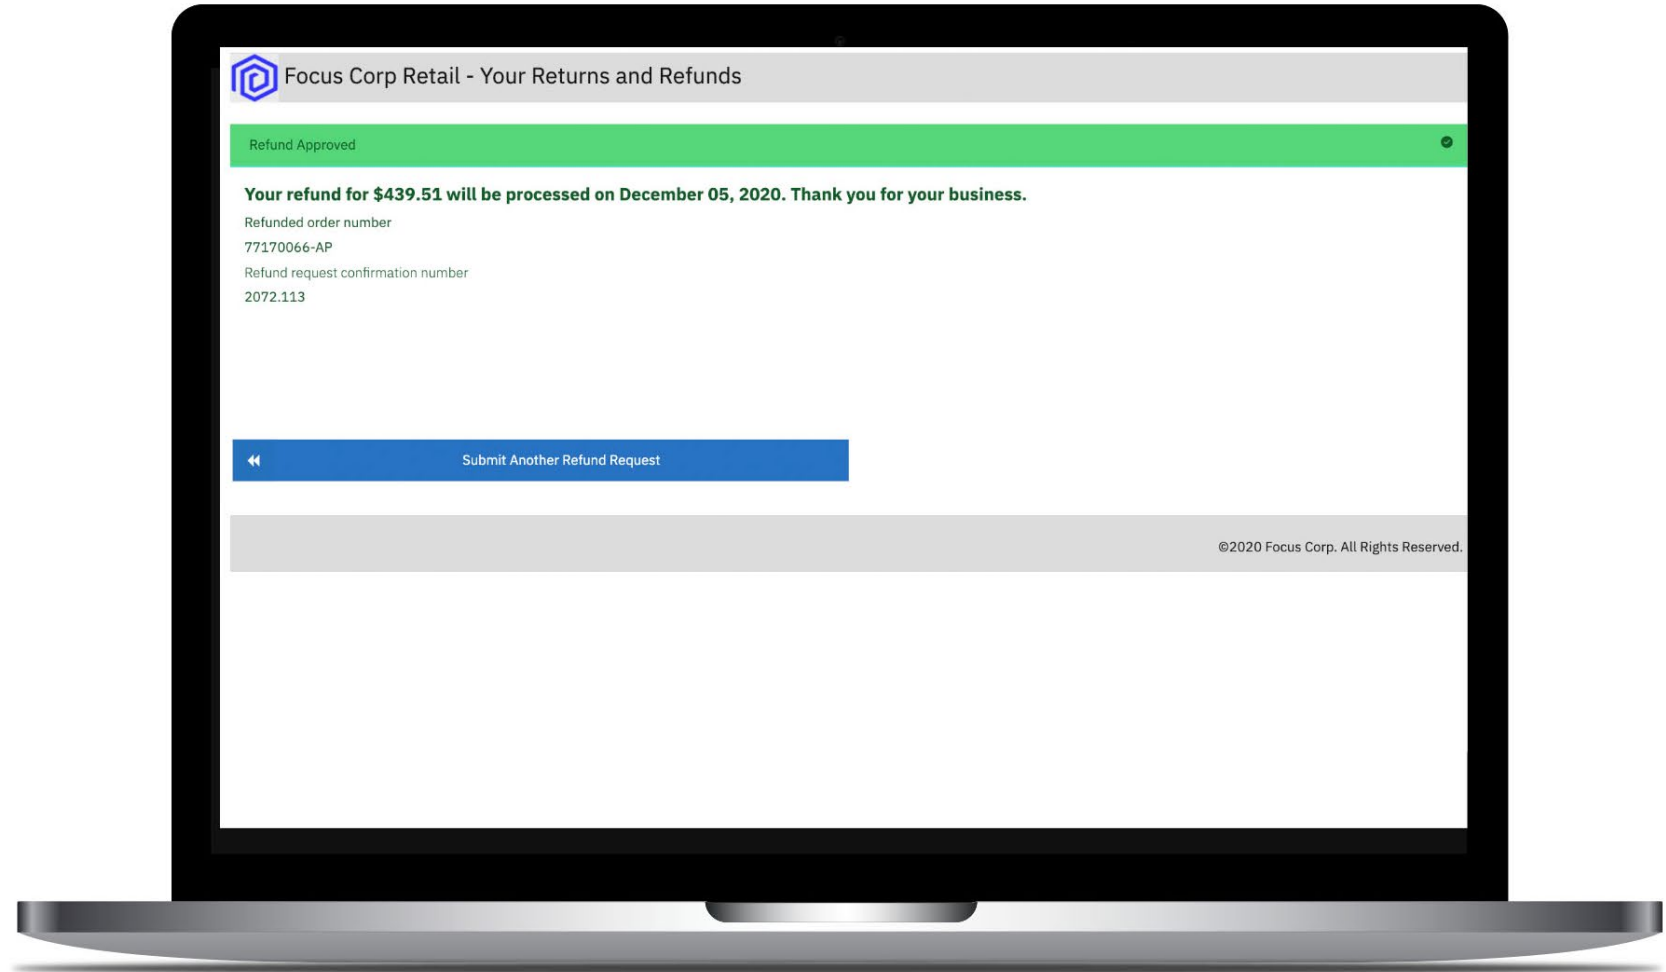 Focus Corp Retail - Your Returns and Refunds
Refund Approved
Your refund for $439.51 will be processed on December 05, 2020. Thank you for your business.
Refunded order number
77170066-AP
Refund request confirmation number
2072.113
Submit Another Refund Request
©2020 Focus Corp. All Rights Reserved.